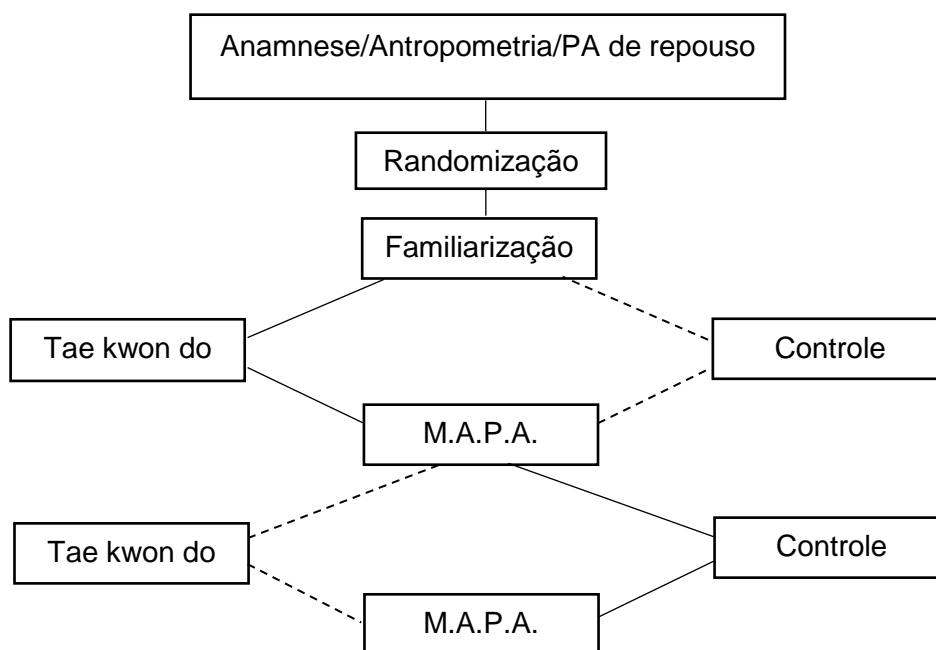 Anamnese/Antropometria/PA de repouso
Randomização
Familiarização
Tae kwon do
Controle
M.A.P.A.
Tae kwon do
Controle
M.A.P.A.